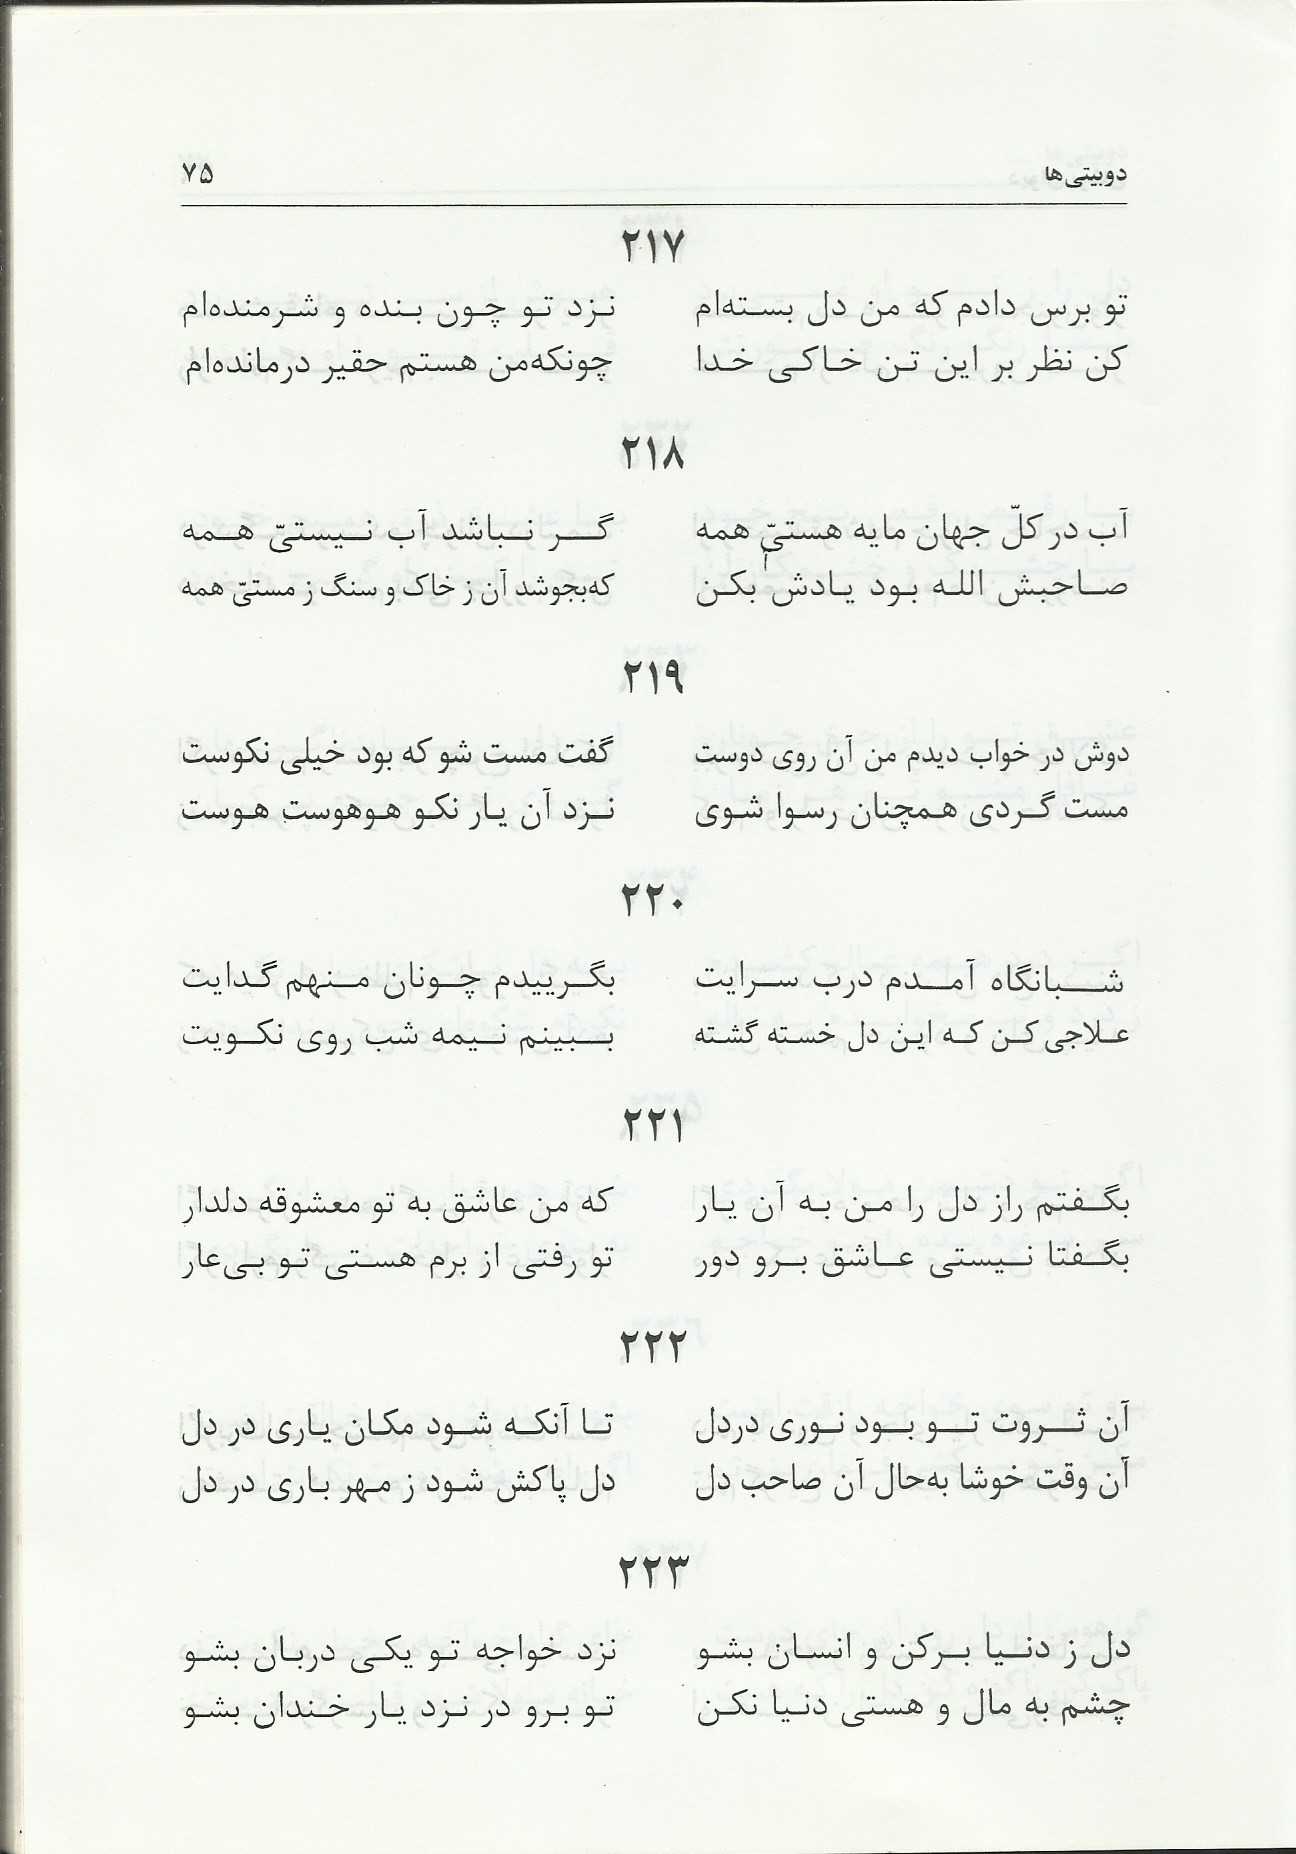 دوبیتی‌ها ۷۵
۲۱۷
تو برس دادم که من دل بسته‌ام نزد تو چون بنده و شرمنده‌ام
کن نظر بر این تن خاکی خدا چونکه‌من هستم حقیر درمانده‌ام
۲۱۸
آب در کلّ جهان مایه هستیّ همه گر نباشد آب نیستیّ همه
صاحبش الله بود یادش بکن که‌بجوشد آن ز خاک و سنگ ز مستیّ همه
۲۱۹
دوش در خواب دیدم من آن روی دوست گفت مست شو که بود خیلی نکوست
مست گردی همچنان رسوا شوی نزد آن یار نکو هوهوست هوست
۲۲۰
شبانگاه آمدم درب سرایت بگرییدم چونان منهم گدایت
علاجی کن که این دل خسته گشته ببینم نیمه شب روی نکویت
۲۲۱
بگفتم راز دل را من به آن یار که من عاشق به تو معشوقه دلدار
بگفتا نیستی عاشق برو دور تو رفتی از برم هستی تو بی‌عار
۲۲۲
آن ثروت تو بود نوری دردل تا آنکه شود مکان یاری در دل
آن وقت خوشا به‌حال آن صاحب دل دل پاکش شود ز مهر باری در دل
۲۲۳
دل ز دنیا برکن و انسان بشو نزد خواجه تو یکی دربان بشو
چشم به مال و هستی دنیا نکن تو برو در نزد یار خندان بشو